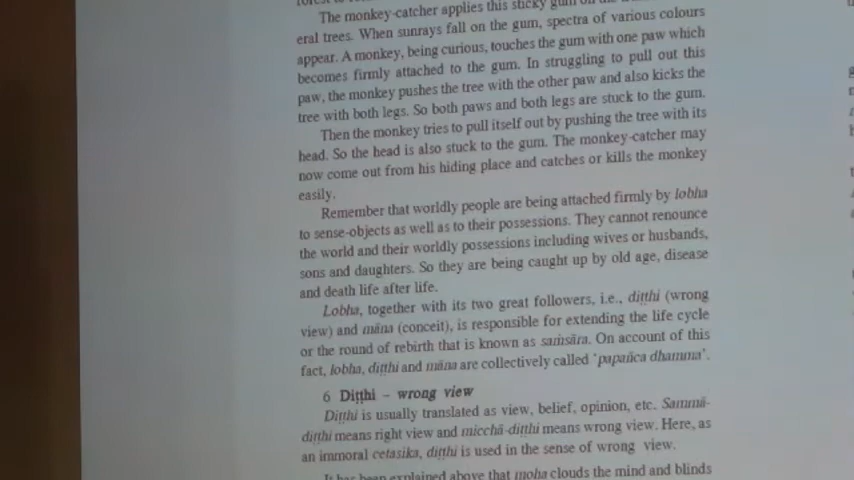 The monkey-catcher applies this sticky gum on the
eral trees. When sunrays fall on the gum, spectra of various colours
appear. A monkey, being curious, touches the gum with one paw which
becomes firmly attached to the gum. In struggling to pull out this
paw, the monkey pushes the tree with the other paw and also kicks the
tree with both legs. So both paws and both legs are stuck to the gum.
Then the monkey tries to pull itself out by pushing the tree with its
head. So the head is also stuck to the gum. The monkey-catcher may
now come out from his hiding place and catches or kills the monkey
easily.
Remember that worldly people are being attached firmly by lobha
to sense-objects as well as to their possessions. They cannot renounce
the world and their worldly possessions including wives or husbands,
sons and daughters. So they are being caught up by old age, disease
and death life after life.
Lobha, together with its two great followers, i.e., diṭṭhi (wrong
view) and māna (conceit), is responsible for extending the life cycle
or the round of rebirth that is known as saṁsāra. On account of this
fact, lobha, diṭṭhi and māna are collectively called 'papañca dhamma'.
6 Diṭṭhi – wrong view
Diṭṭhi is usually translated as view, belief, opinion, etc. Sammā-
diṭṭhi means right view and micchā-diṭṭhi means wrong view. Here, as
an immoral cetasika, diṭṭhi is used in the sense of wrong view.
It has been explained above that moha clouds the mind and blinds